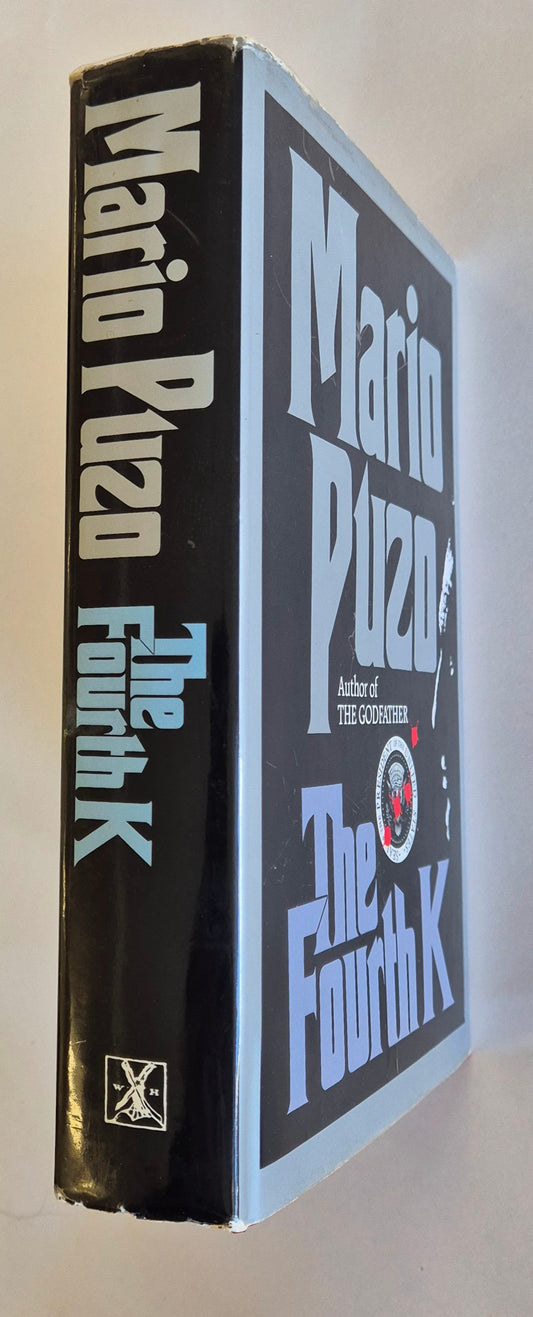 Mario Puzo
The
Fourth K
W H
Mario
Puzo
Author of
THE GODFATHER
The
Fourth K